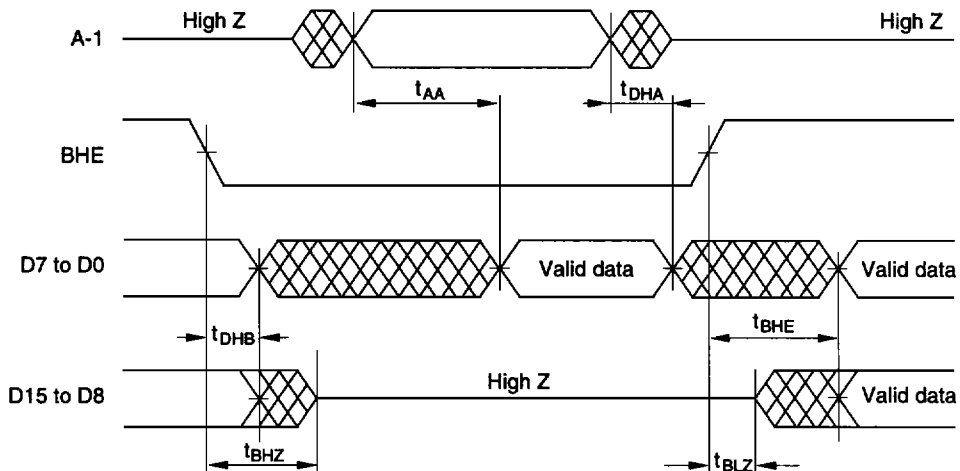 High Z
High Z
A-1
tAA
tDHA
BHE
D7 to D0
Valid data
Valid data
tDHB
tBHE
D15 to D8
High Z
Valid data
tBHZ
tBLZ